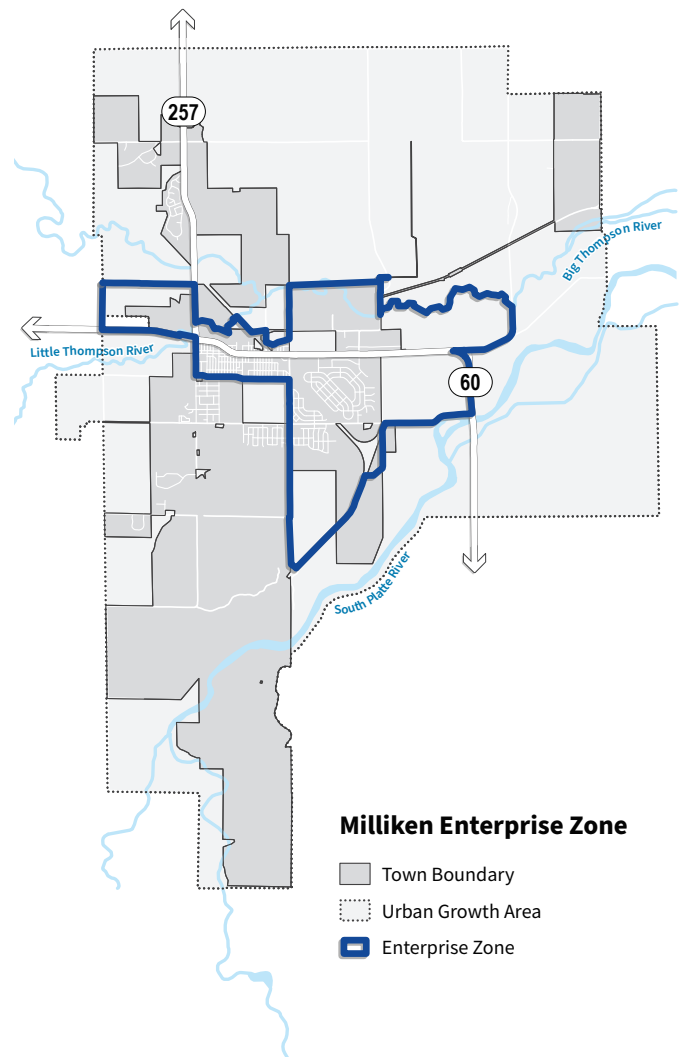 257
Big Thompson River
Little Thompson River
60
South Platte River
Milliken Enterprise Zone
Town Boundary
Urban Growth Area
Enterprise Zone